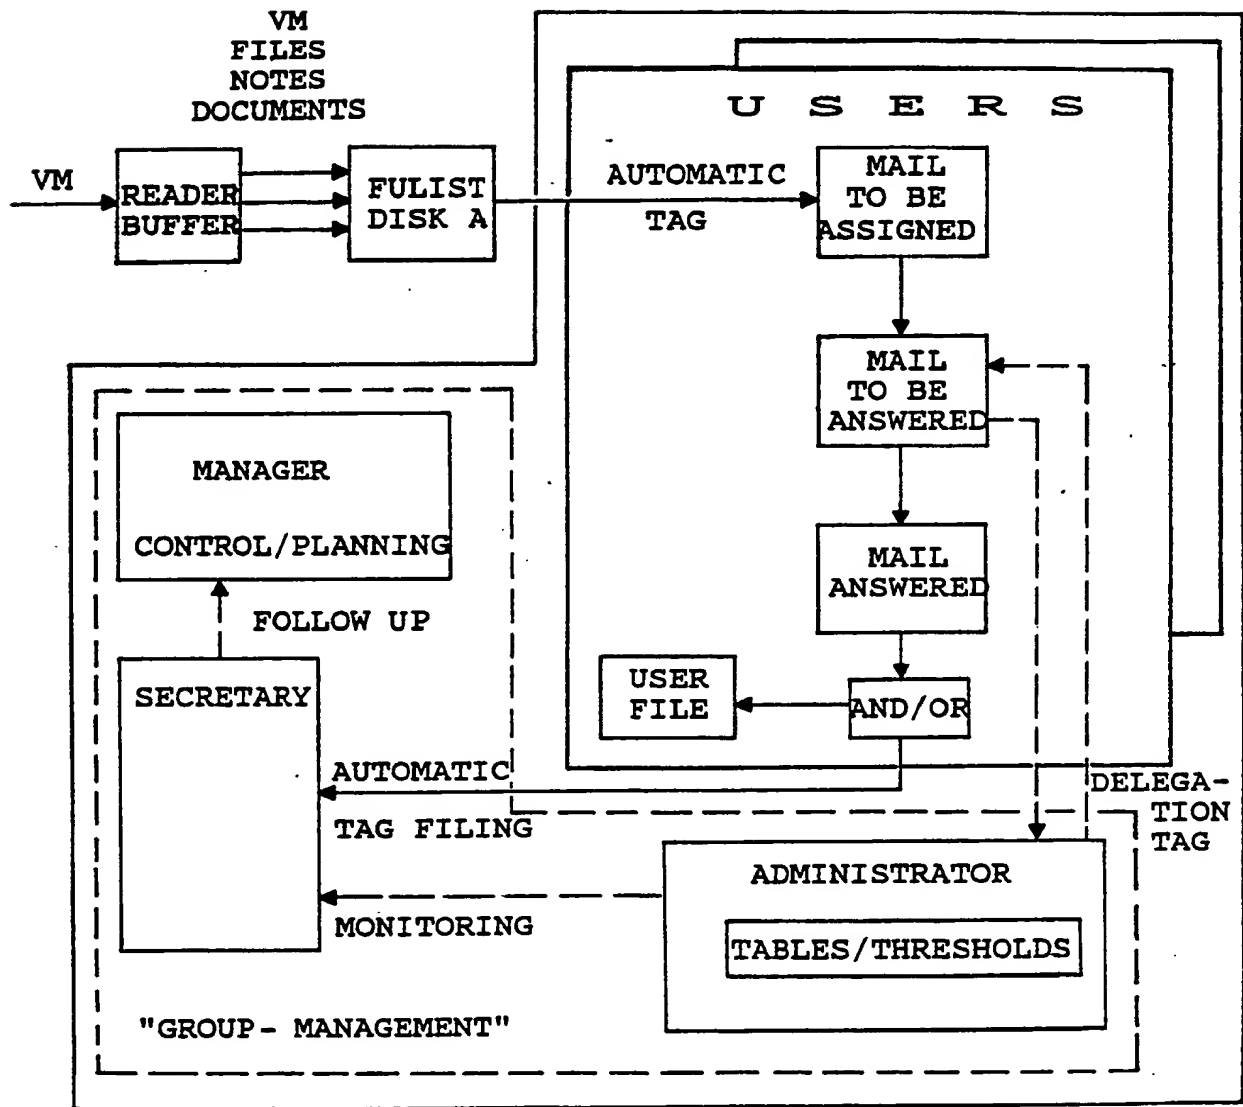 VM
FILES
NOTES
DOCUMENTS
VM
READER
BUFFER
FULIST
DISK A
U S E R S
AUTOMATIC
TAG
MAIL
TO BE
ASSIGNED
MAIL
TO BE
ANSWERED
MAIL
ANSWERED
AND/OR
USER
FILE
MANAGER
CONTROL/PLANNING
FOLLOW UP
SECRETARY
AUTOMATIC
TAG FILING
MONITORING
DELEGA-
TION
TAG
ADMINISTRATOR
TABLES/THRESHOLDS
"GROUP- MANAGEMENT"